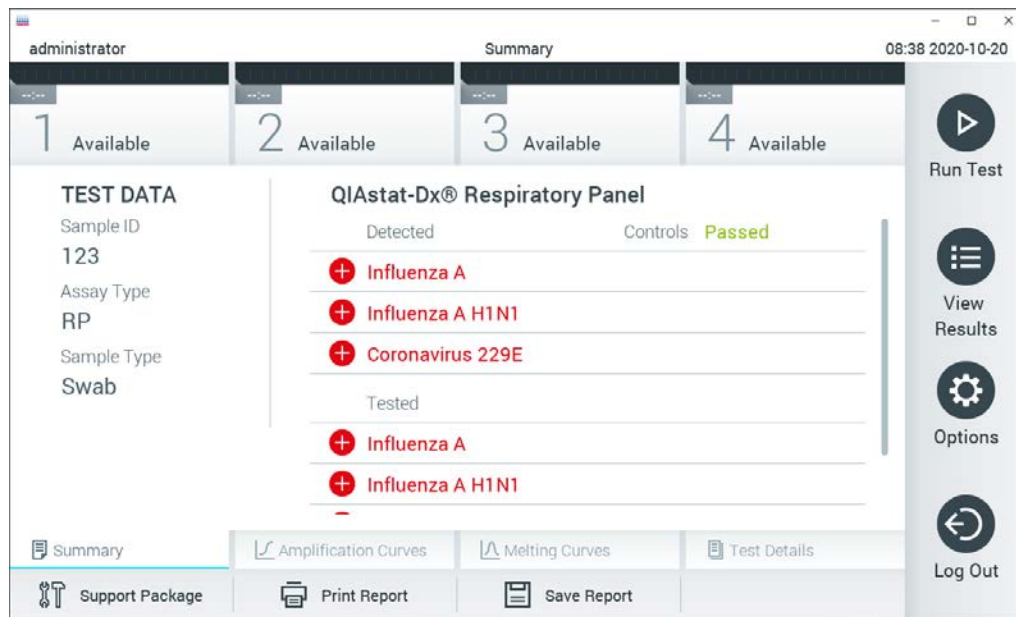 administrator Summary 08:38 2020-10-20
--:-- --:-- --:-- --:--
1 Available 2 Available 3 Available 4 Available
Run Test
TEST DATA
Sample ID
123
Assay Type
RP
Sample Type
Swab
QIAstat-Dx® Respiratory Panel
Detected Controls Passed
Influenza A
Influenza A H1N1
Coronavirus 229E
Tested
Influenza A
Influenza A H1N1
View
Results
Options
Log Out
Summary Amplification Curves Melting Curves Test Details
Support Package Print Report Save Report